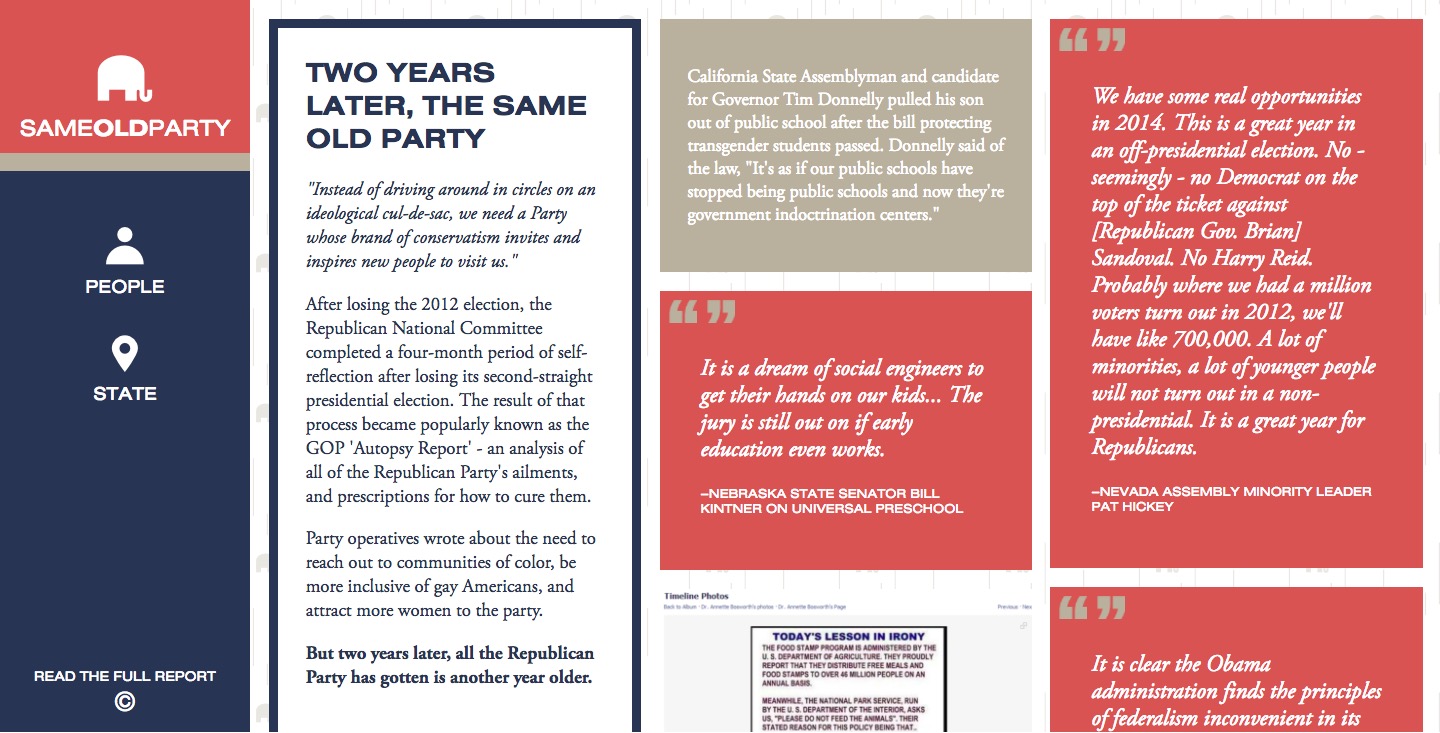 SAMEOLDPARTY
PEOPLE
STATE
READ THE FULL REPORT
©
TWO YEARS
LATER, THE SAME
OLD PARTY
"Instead of driving around in circles on an
ideological cul-de-sac, we need a Party
whose brand of conservatism invites and
inspires new people to visit us."
After losing the 2012 election, the
Republican National Committee
completed a four-month period of self-
reflection after losing its second-straight
presidential election. The result of that
process became popularly known as the
GOP 'Autopsy Report' - an analysis of
all of the Republican Party's ailments,
and prescriptions for how to cure them.
Party operatives wrote about the need to
reach out to communities of color, be
more inclusive of gay Americans, and
attract more women to the party.
But two years later, all the Republican
Party has gotten is another year older.
California State Assemblyman and candidate
for Governor Tim Donnelly pulled his son
out of public school after the bill protecting
transgender students passed. Donnelly said of
the law, "It's as if our public schools have
stopped being public schools and now they're
government indoctrination centers."
“ ”
It is a dream of social engineers to
get their hands on our kids... The
jury is still out on if early
education even works.
–NEBRASKA STATE SENATOR BILL
KINTNER ON UNIVERSAL PRESCHOOL
Timeline Photos
Back to Album · Dr. Annette Bosworth's photos · Dr. Annette Bosworth's Page
Previous · Nex
TODAY'S LESSON IN IRONY
THE FOOD STAMP PROGRAM IS ADMINISTERED BY THE
U. S. DEPARTMENT OF AGRICULTURE. THEY PROUDLY
REPORT THAT THEY DISTRIBUTE FREE MEALS AND
FOOD STAMPS TO OVER 46 MILLION PEOPLE ON AN
ANNUAL BASIS.
MEANWHILE, THE NATIONAL PARK SERVICE, RUN
BY THE U. S. DEPARTMENT OF THE INTERIOR, ASKS
US, "PLEASE DO NOT FEED THE ANIMALS". THEIR
STATED REASON FOR THIS POLICY BEING THAT..
“ ”
We have some real opportunities
in 2014. This is a great year in
an off-presidential election. No -
seemingly - no Democrat on the
top of the ticket against
[Republican Gov. Brian]
Sandoval. No Harry Reid.
Probably where we had a million
voters turn out in 2012, we'll
have like 700,000. A lot of
minorities, a lot of younger people
will not turn out in a non-
presidential. It is a great year for
Republicans.
–NEVADA ASSEMBLY MINORITY LEADER
PAT HICKEY
“ ”
It is clear the Obama
administration finds the principles
of federalism inconvenient in its